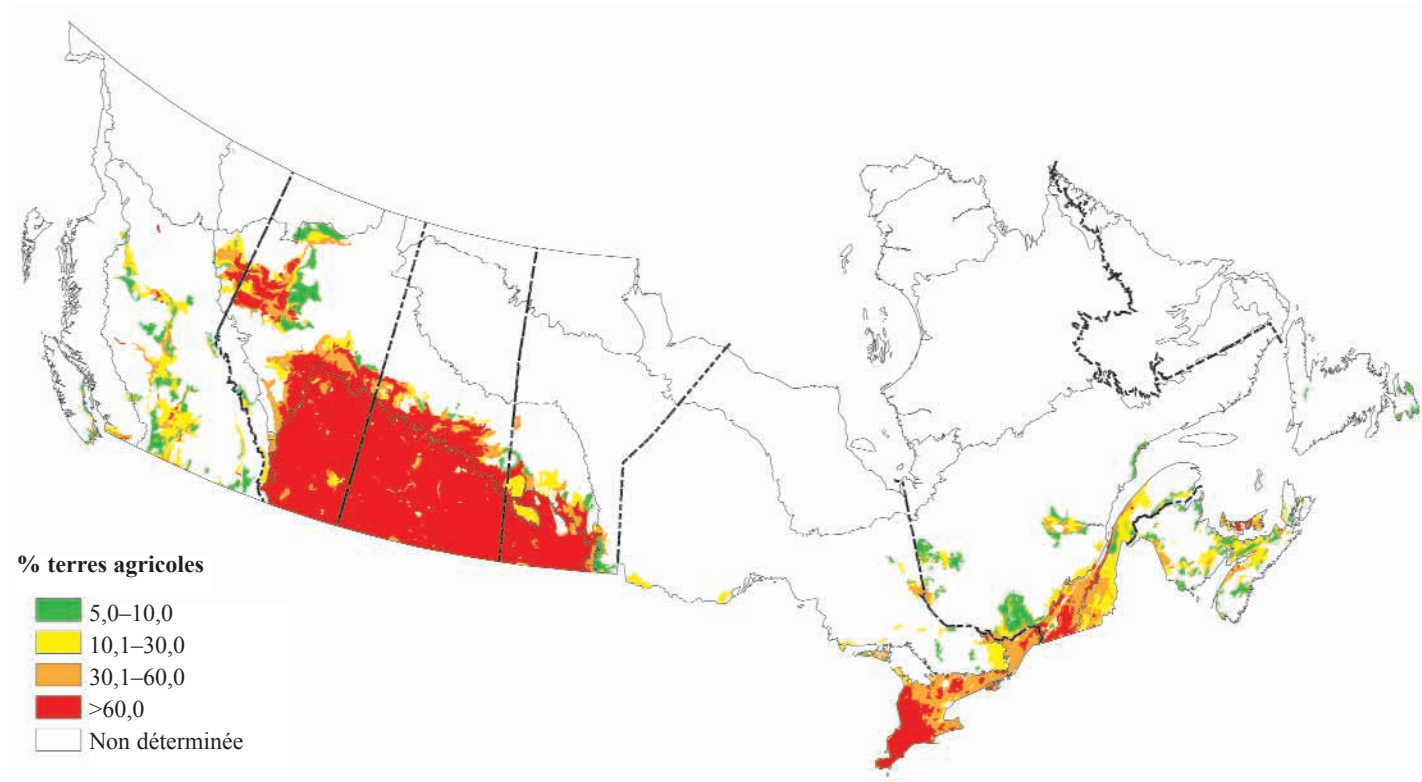 % terres agricoles
5,0–10,0
10,1–30,0
30,1–60,0
>60,0
Non déterminée